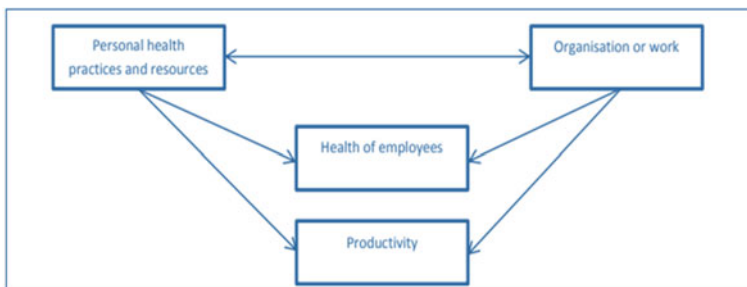 Personal health
practices and resources
Organisation or work
Health of employees
Productivity